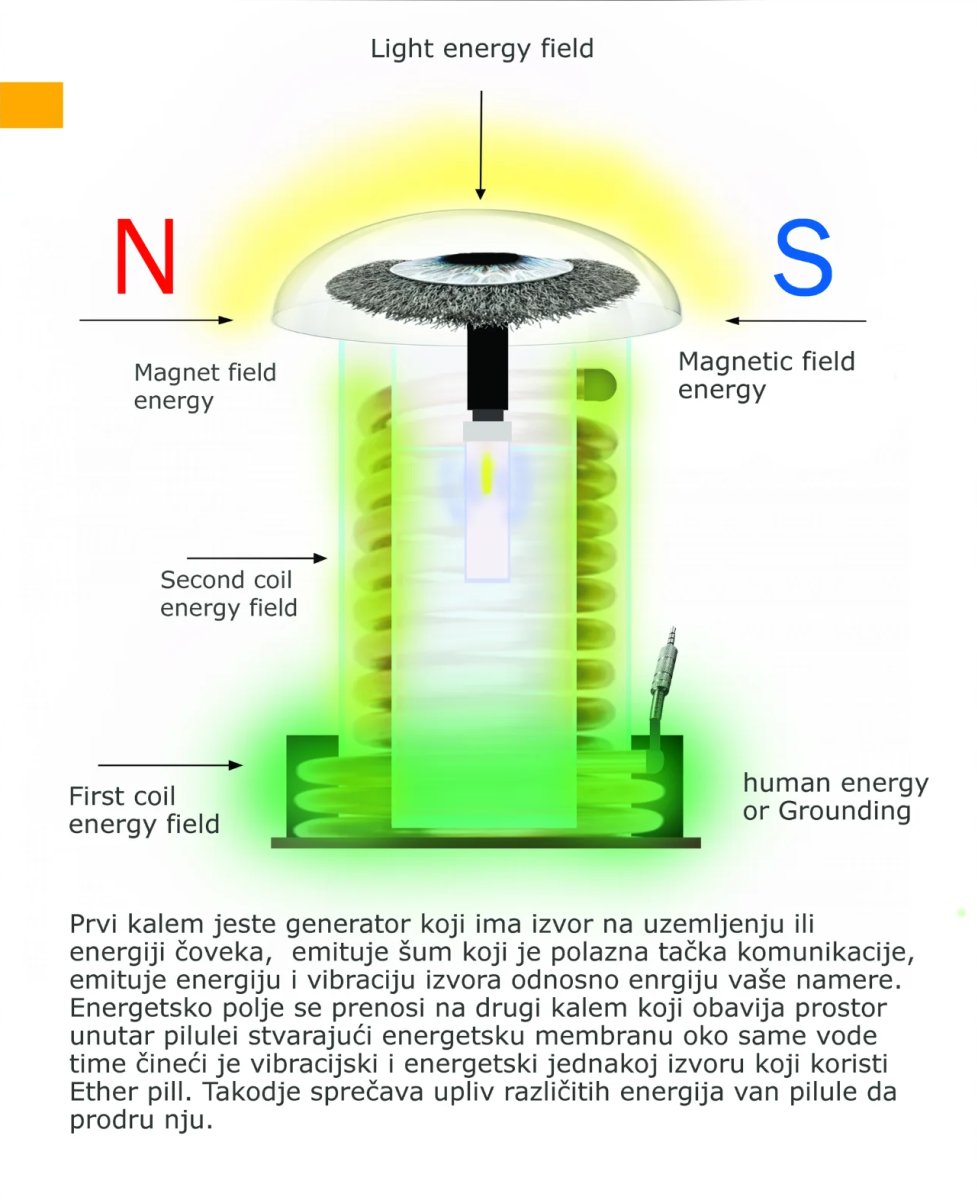 Light energy field
N
S
Magnet field
energy
Magnetic field
energy
Second coil
energy field
First coil
energy field
human energy
or Grounding
Prvi kalem jeste generator koji ima izvor na uzemljenju ili
energiji čoveka,  emituje šum koji je polazna tačka komunikacije,
emituje energiju i vibraciju izvora odnosno enrgiju vaše namere.
Energetsko polje se prenosi na drugi kalem koji obavija prostor
unutar pilulei stvarajući energetsku membranu oko same vode
time čineći je vibracijski i energetski jednakoj izvoru koji koristi
Ether pill. Takodje sprečava upliv različitih energija van pilule da
prodru nju.